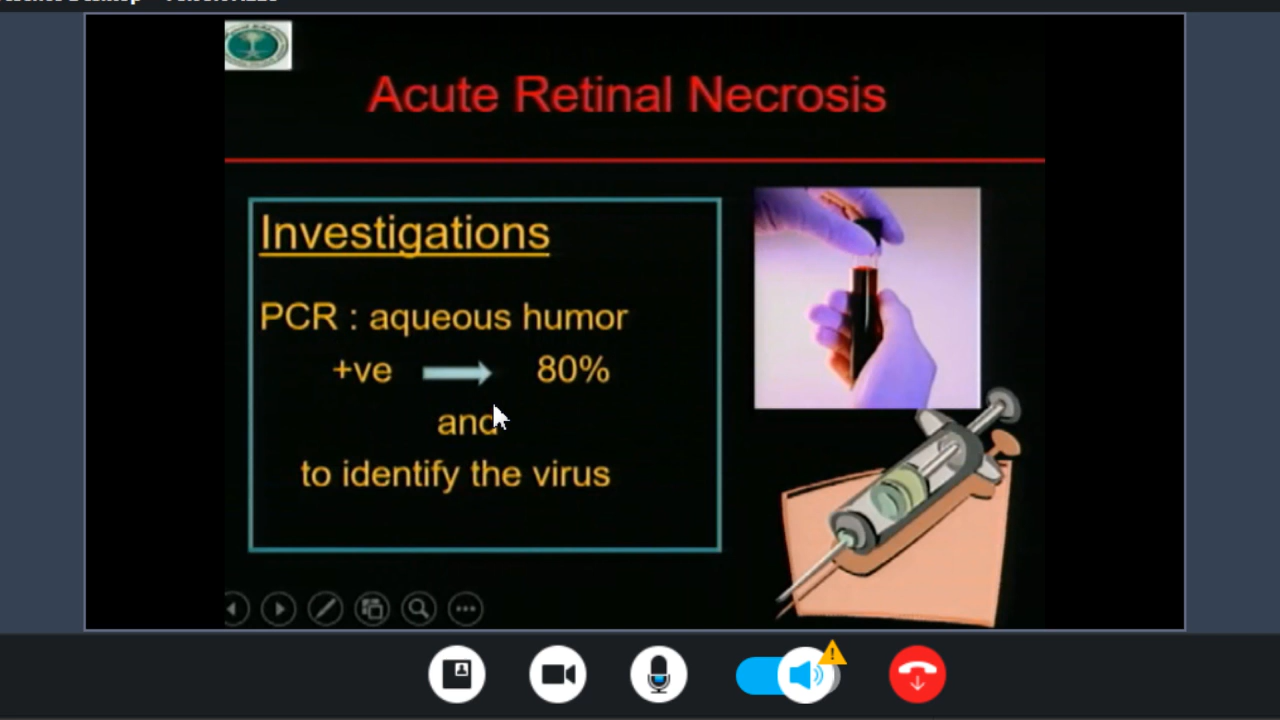 Acute Retinal Necrosis
Investigations
PCR : aqueous humor
+ve 80%
and
to identify the virus